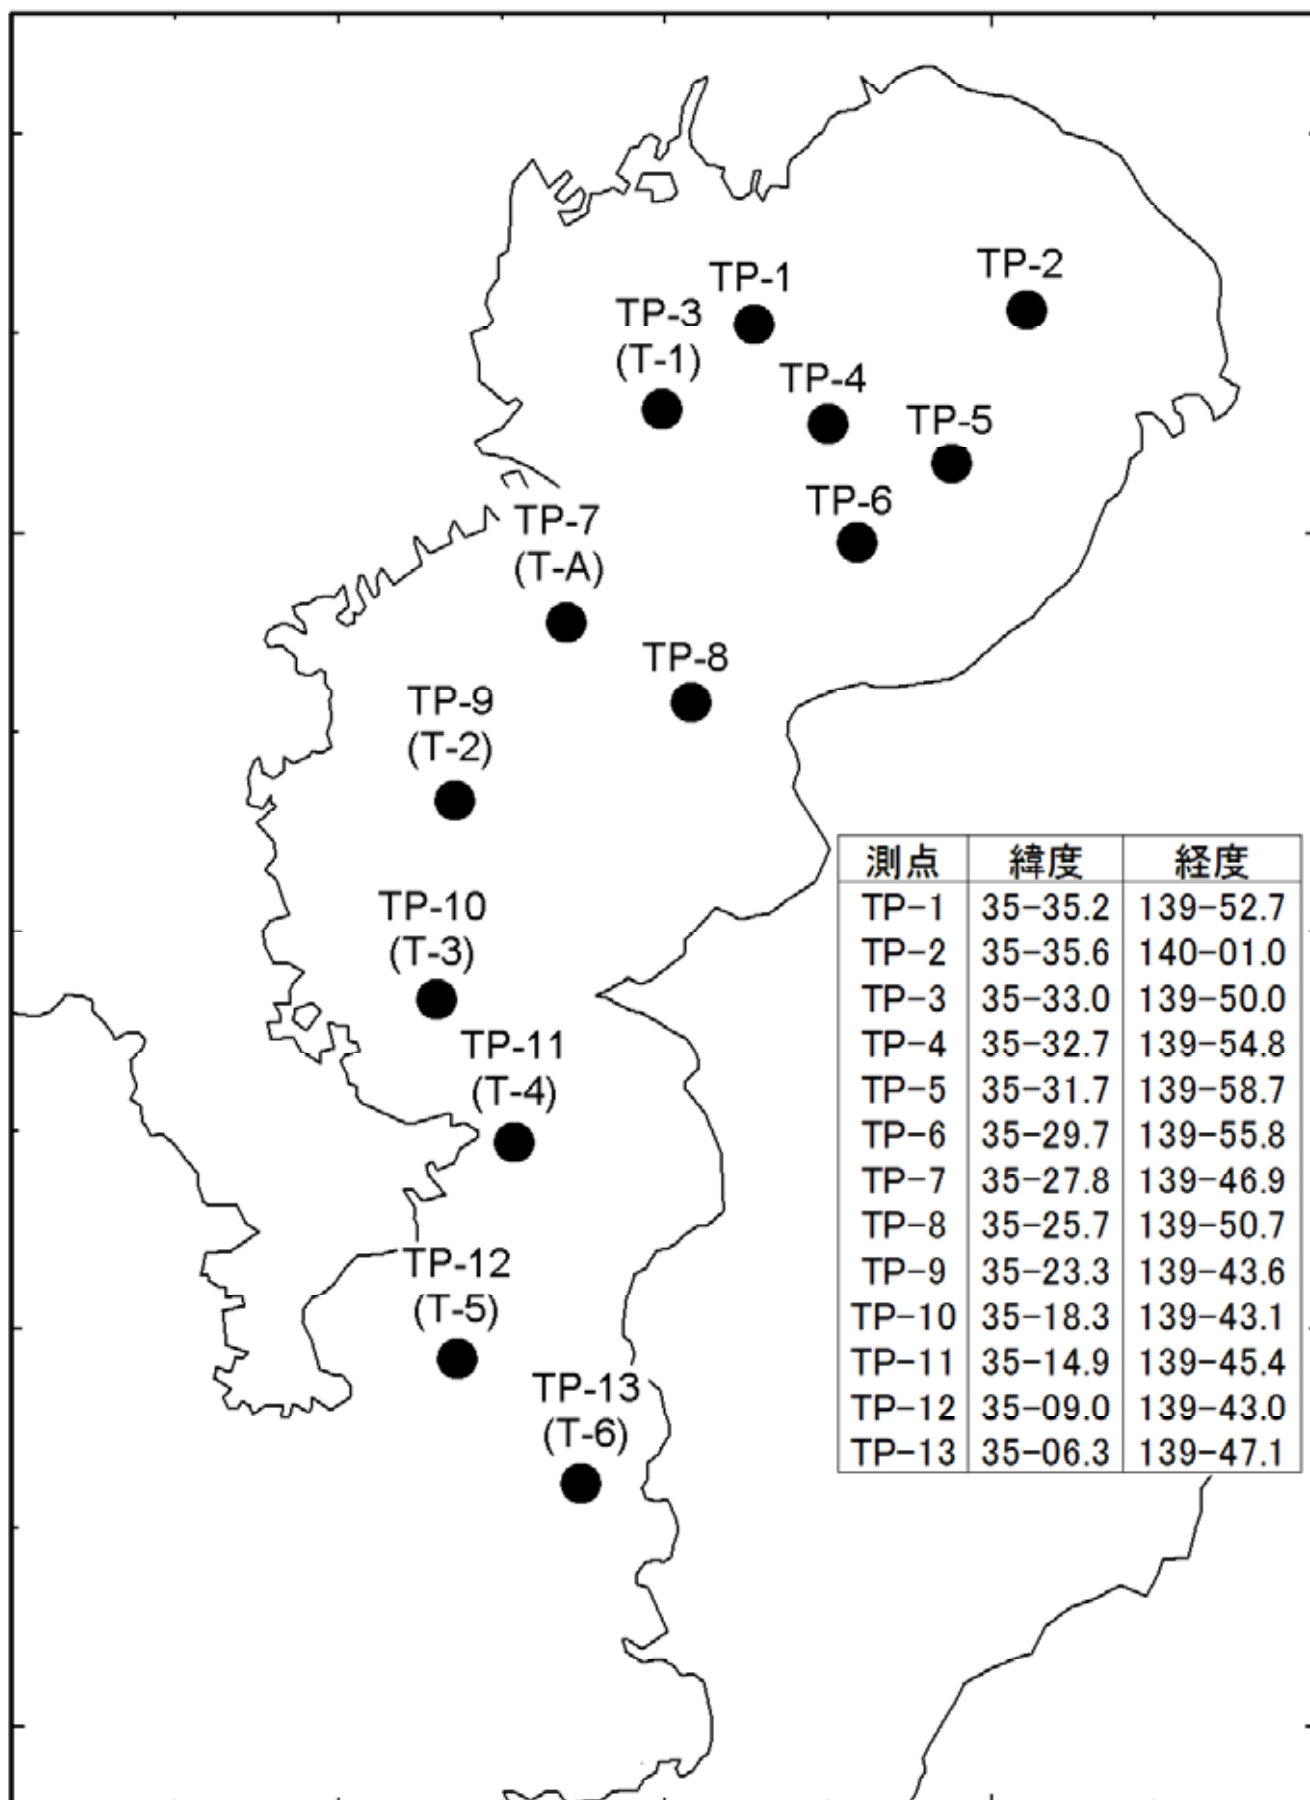 TP-2
TP-1
TP-3
(T-1)
TP-4
TP-5
TP-6
TP-7
(T-A)
TP-8
TP-9
(T-2)
TP-10
(T-3)
TP-11
(T-4)
TP-12
(T-5)
TP-13
(T-6)
測点 緯度 経度
TP-1 35-35.2 139-52.7
TP-2 35-35.6 140-01.0
TP-3 35-33.0 139-50.0
TP-4 35-32.7 139-54.8
TP-5 35-31.7 139-58.7
TP-6 35-29.7 139-55.8
TP-7 35-27.8 139-46.9
TP-8 35-25.7 139-50.7
TP-9 35-23.3 139-43.6
TP-10 35-18.3 139-43.1
TP-11 35-14.9 139-45.4
TP-12 35-09.0 139-43.0
TP-13 35-06.3 139-47.1